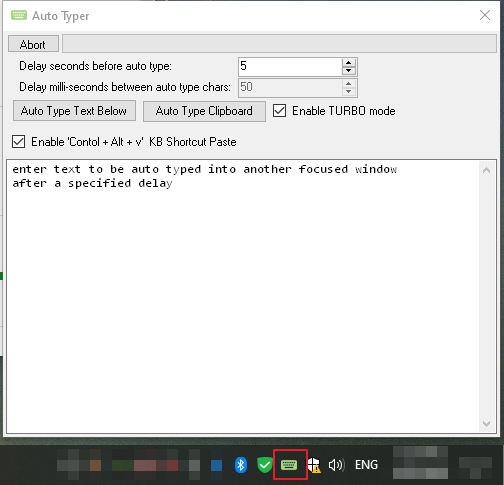 Auto Typer
Abort
Delay seconds before auto type:
5
Delay milli-seconds between auto type chars:
50
Auto Type Text Below
Auto Type Clipboard
Enable TURBO mode
Enable 'Contol + Alt + v' KB Shortcut Paste
enter text to be auto typed into another focused window
after a specified delay
ENG